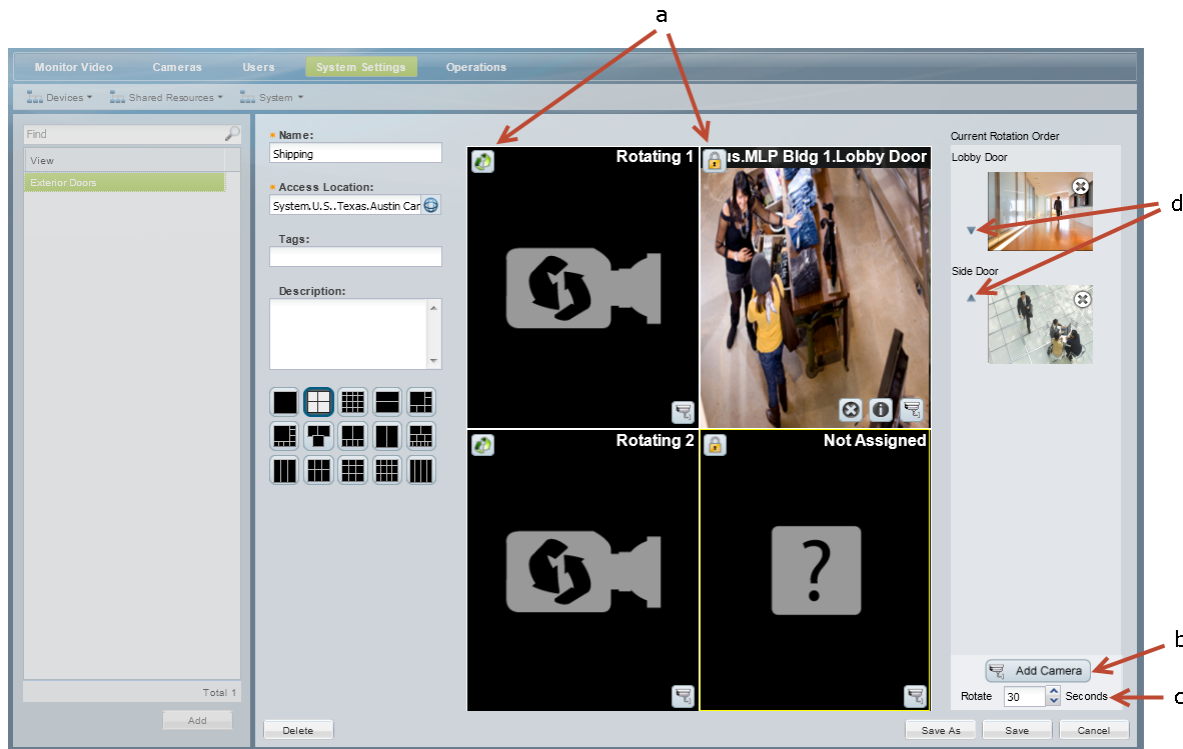 a
Monitor Video Cameras Users System Settings Operations
Devices Shared Resources System
Find
View
Exterior Doors
Total 1
Add
* Name:
Shipping
* Access Location:
System.U.S..Texas.Austin Car
Tags:
Description:
Delete
Rotating 1
us.MLP Bldg 1.Lobby Door
Rotating 2
Not Assigned
?
Current Rotation Order
Lobby Door
d
Side Door
b
Add Camera
Rotate 30 Seconds
c
Save As Save Cancel